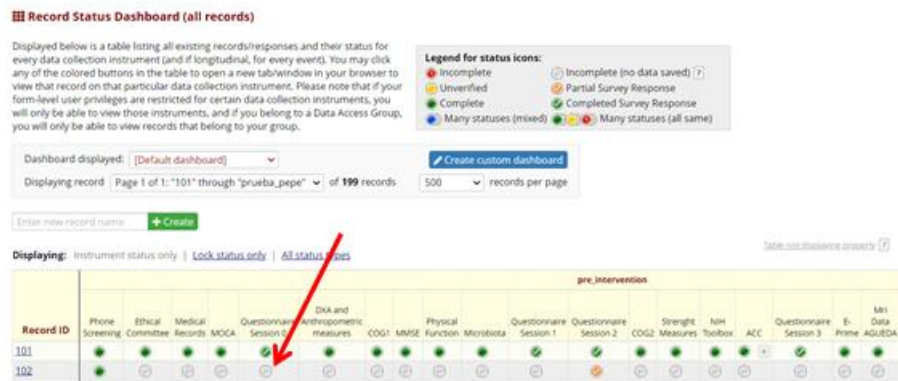 Record Status Dashboard (all records)
Displayed below is a table listing all existing records/responses and their status for
every data collection instrument (and if longitudinal, for every event). You may click
any of the colored buttons in the table to open a new tab/window in your browser to
view that record on that particular data collection instrument. Please note that if your
form-level user privileges are restricted for certain data collection instruments, you
will only be able to view those instruments, and if you belong to a Data Access Group,
you will only be able to view records that belong to your group.
Legend for status icons:
Incomplete Incomplete (no data saved) ?
Unverified Partial Survey Response
Complete Completed Survey Response
Many statuses (mixed) Many statuses (all same)
Dashboard displayed: [Default dashboard] Create custom dashboard
Displaying record Page 1 of 1: "101" through "prueba_pepe" of 199 records 500 records per page
Enter new record name + Create
Table not displaying properly ?
Displaying: Instrument status only | Lock status only | All status types
pre_intervention
Record ID
Phone Screening
Ethical Committee
Medical Records
MOCA
Questionnaire Session 0
DXA and Anthropometric measures
COG1
MMSE
Physical Function
Microbiota
Questionnaire Session 1
Questionnaire Session 2
COG2
Strenght Measures
NIH Toolbox
ACC
Questionnaire Session 3
E-Prime
Mri Data AGUEDA
101
102